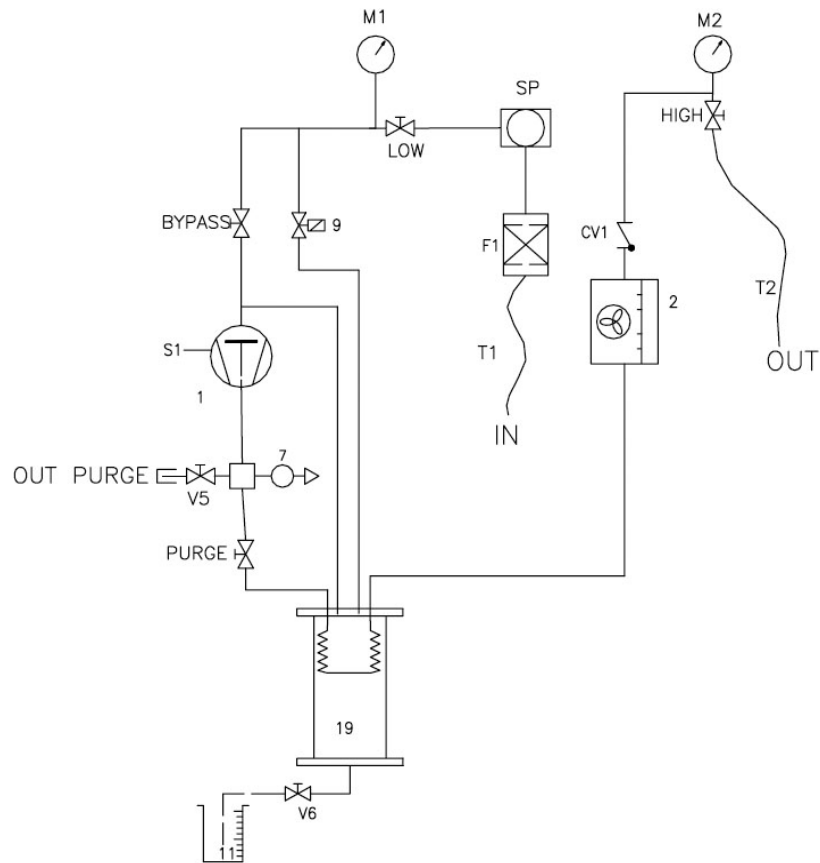 M1
M2
SP
HIGH
LOW
BYPASS
9
F1
CV1
2
T2
S1
T1
OUT
1
IN
7
OUT PURGE
V5
PURGE
19
V6
11